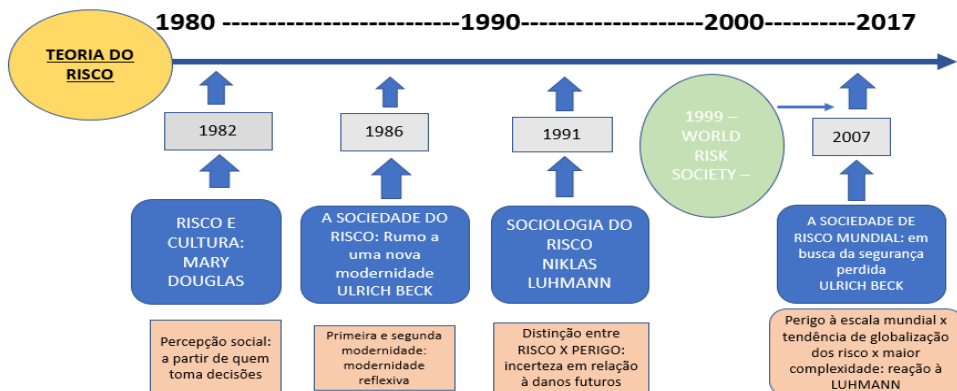 1980 --------------------1990---------------2000----------2017
TEORIA DO
RISCO
1982
1986
1991
1999 –
WORLD
RISK
SOCIETY –
2007
RISCO E
CULTURA:
MARY
DOUGLAS
A SOCIEDADE DO
RISCO: Rumo a
uma nova
modernidade
ULRICH BECK
SOCIOLOGIA DO
RISCO
NIKLAS
LUHMANN
A SOCIEDADE DE
RISCO MUNDIAL: em
busca da segurança
perdida
ULRICH BECK
Percepção social:
a partir de quem
toma decisões
Primeira e segunda
modernidade:
modernidade
reflexiva
Distinção entre
RISCO X PERIGO:
incerteza em relação
à danos futuros
Perigo à escala mundial x
tendência de globalização
dos risco x maior
complexidade: reação à
LUHMANN